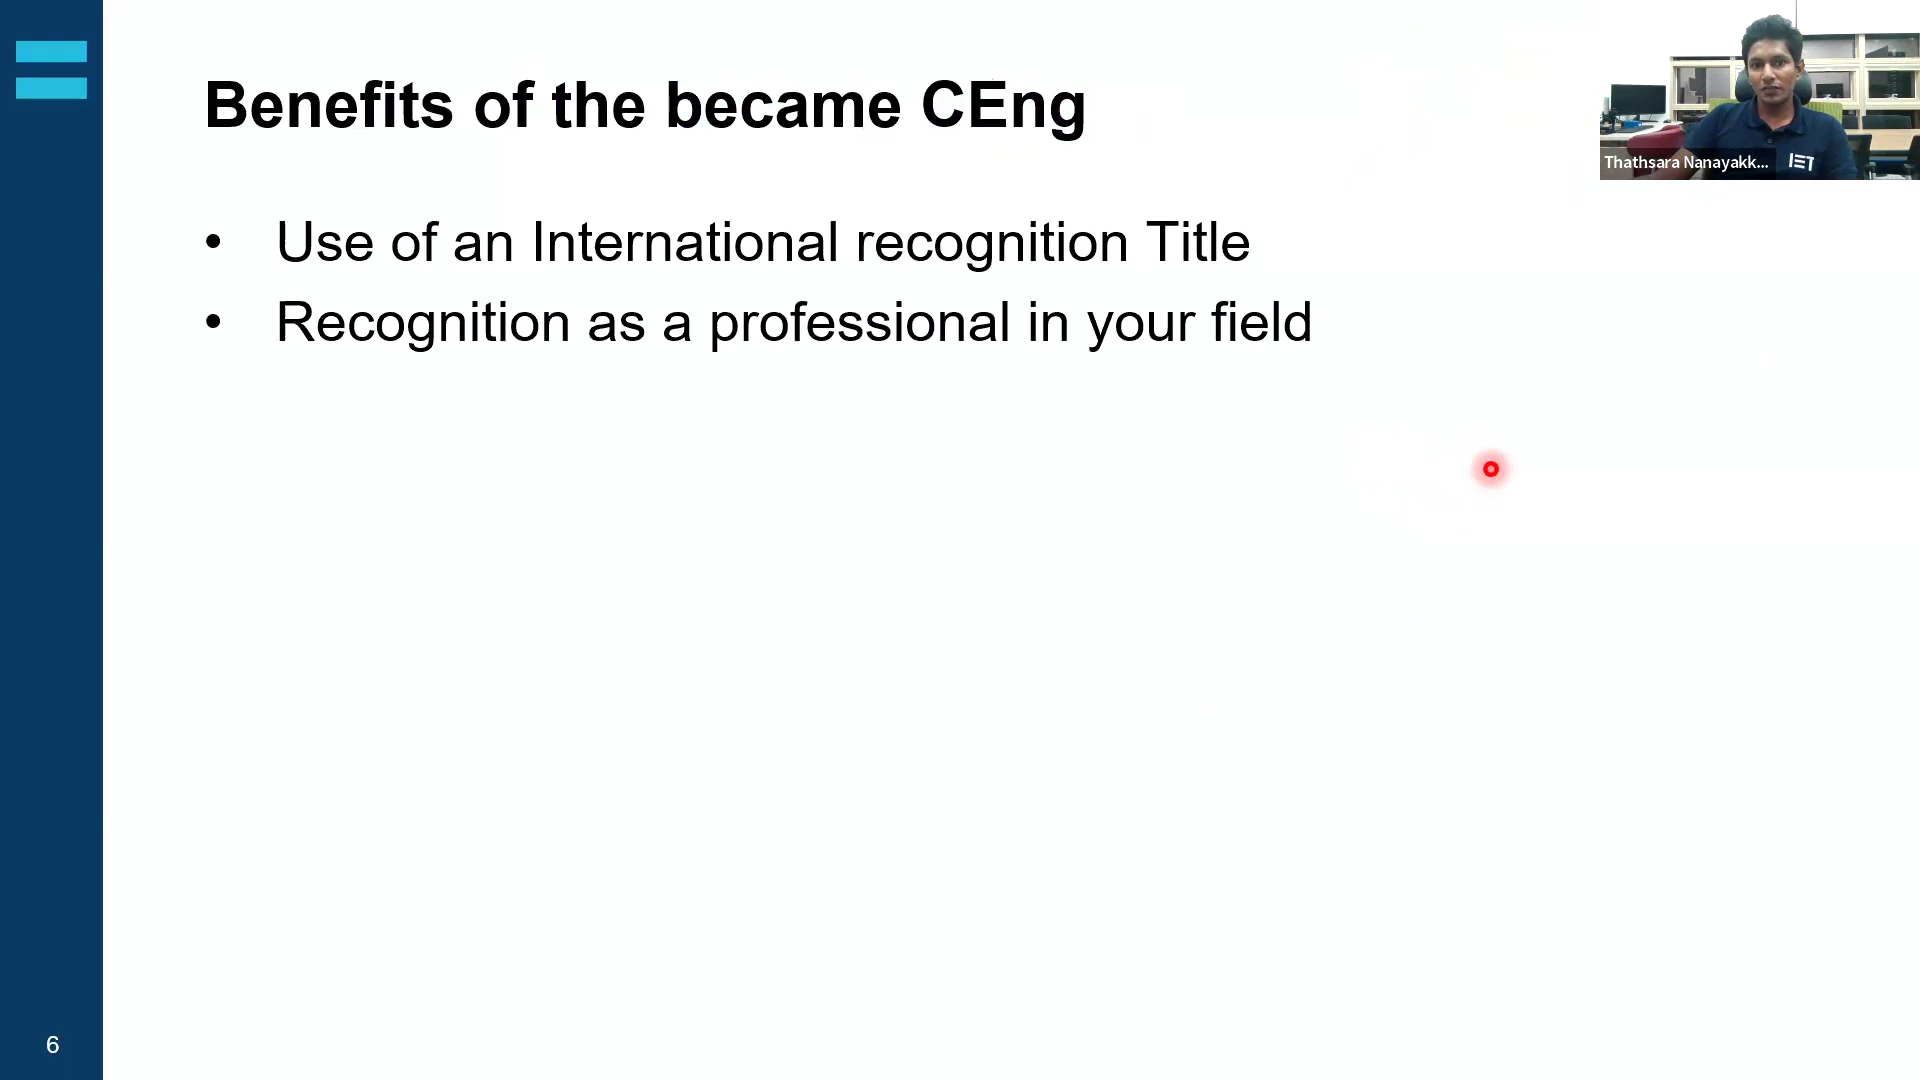 Benefits of the became CEng
• Use of an International recognition Title
• Recognition as a professional in your field
Thathsara Nanayakk...
IET
6